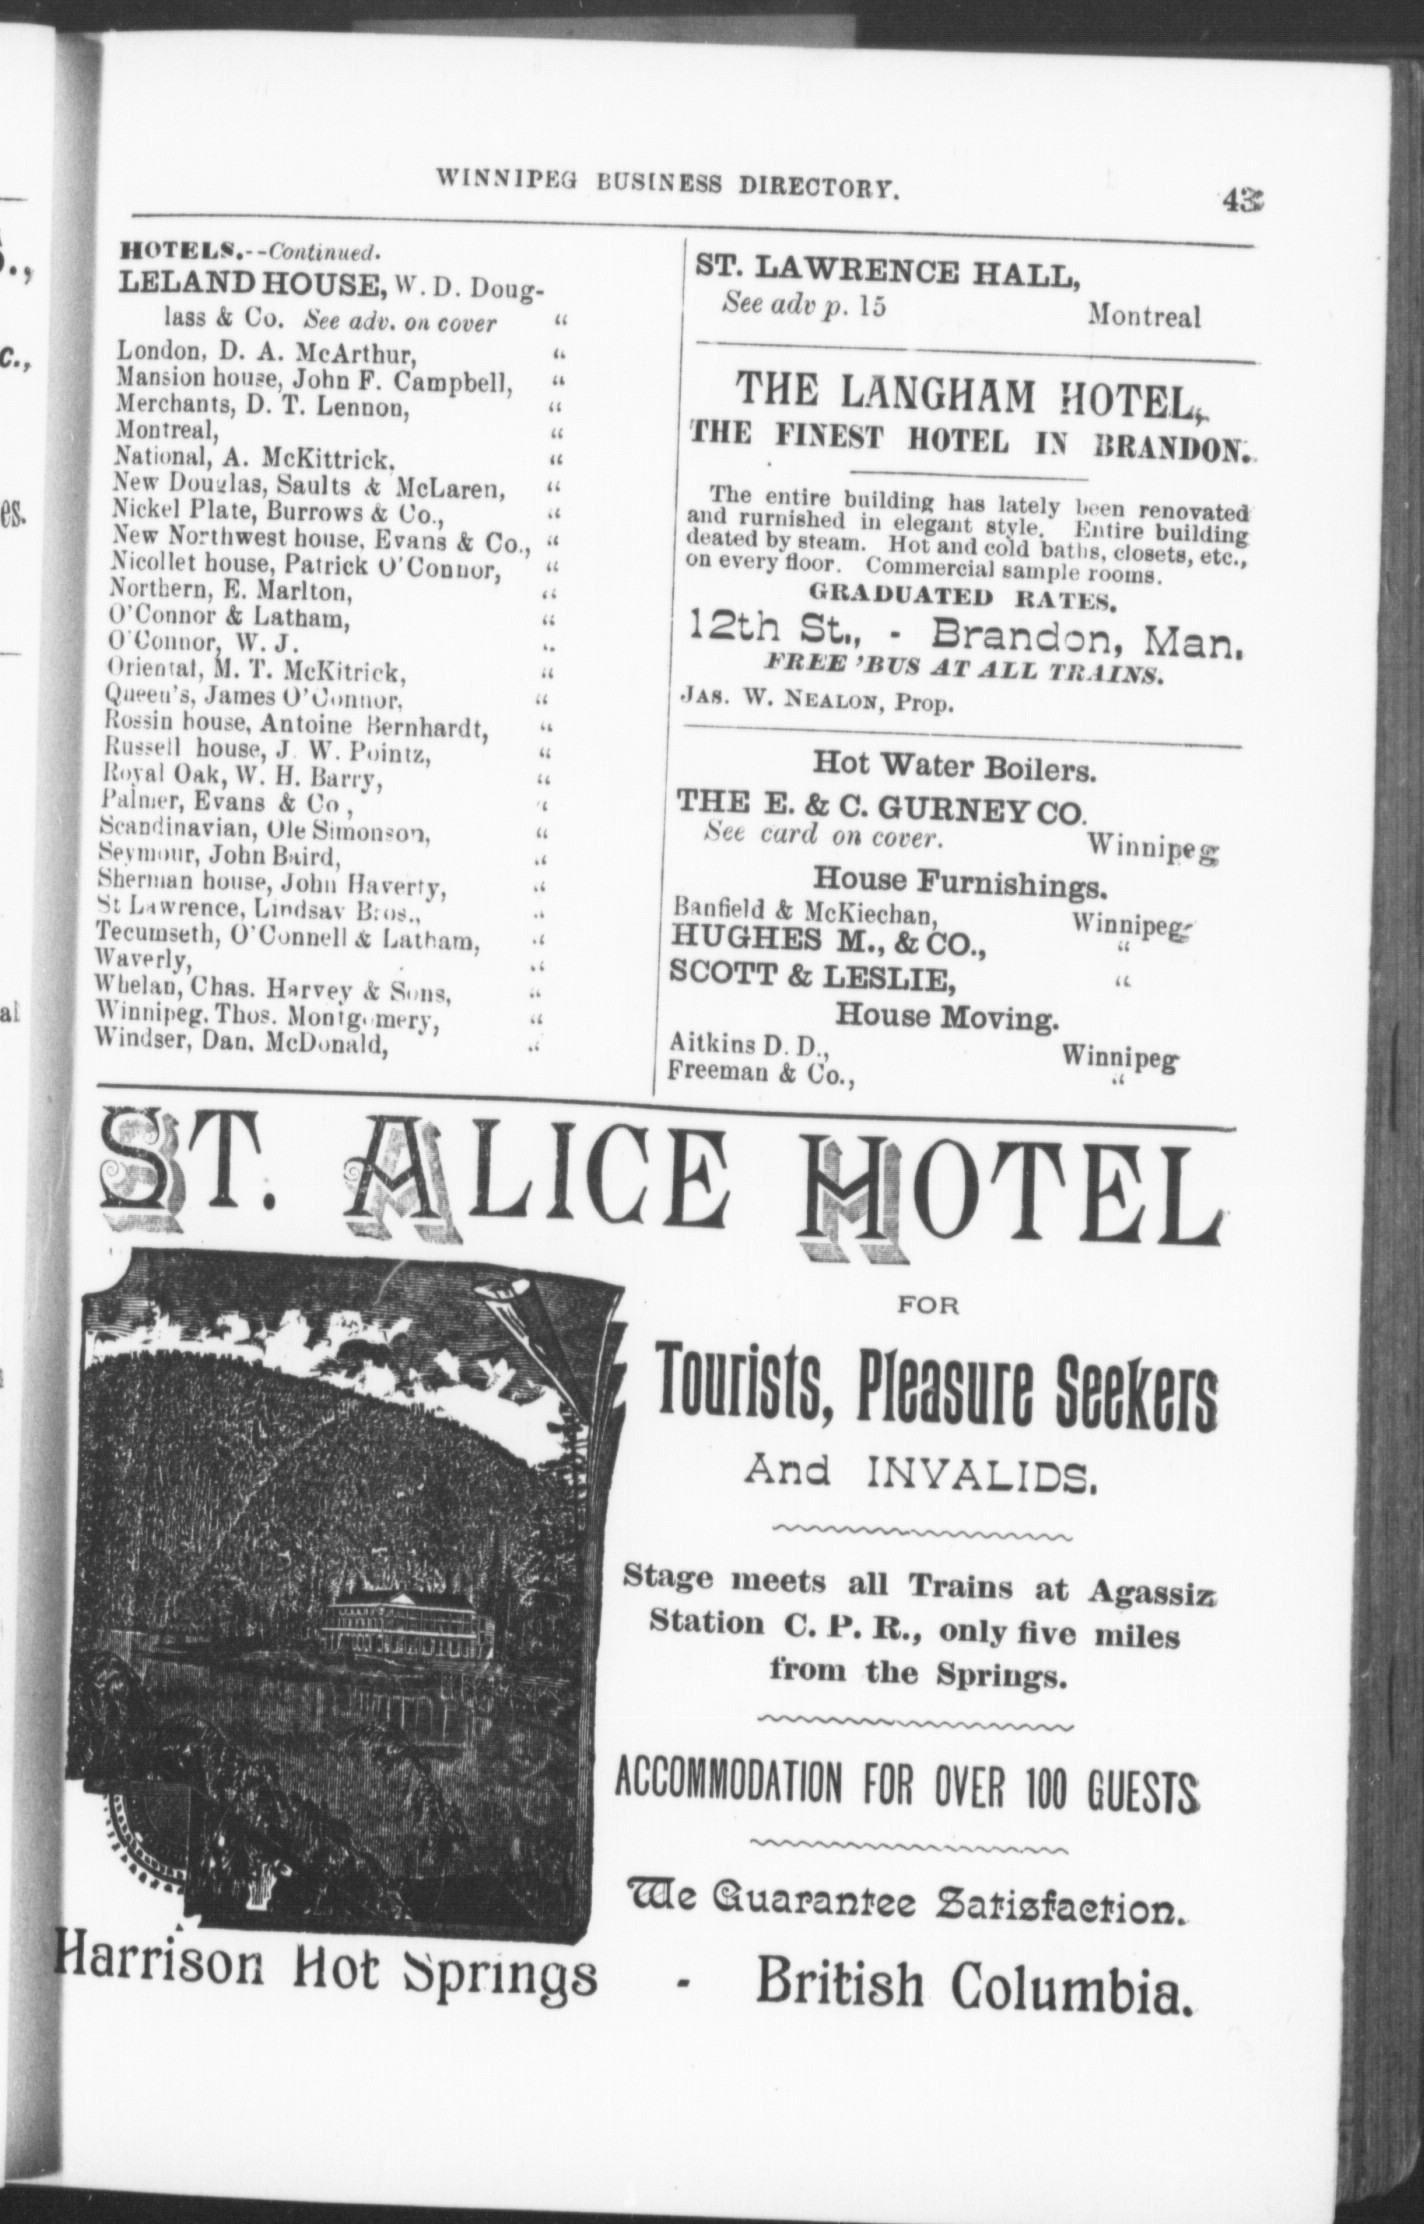 WINNIPEG BUSINESS DIRECTORY. 43
HOTELS.--Continued.
LELAND HOUSE, W. D. Doug-
lass & Co. See adv. on cover "
London, D. A. McArthur, "
Mansion house, John F. Campbell, "
Merchants, D. T. Lennon, "
Montreal, "
National, A. McKittrick, "
New Douglas, Saults & McLaren, "
Nickel Plate, Burrows & Co., "
New Northwest house, Evans & Co., "
Nicollet house, Patrick O'Connor, "
Northern, E. Marlton, "
O'Connor & Latham, "
O'Connor, W. J. "
Oriental, M. T. McKitrick, "
Queen's, James O'Connor, "
Rossin house, Antoine Bernhardt, "
Russell house, J. W. Pointz, "
Royal Oak, W. H. Barry, "
Palmer, Evans & Co , "
Scandinavian, Ole Simonson, "
Seymour, John Baird, "
Sherman house, John Haverty, "
St Lawrence, Lindsay Bros., "
Tecumseth, O'Connell & Latham, "
Waverly, "
Whelan, Chas. Harvey & Sons, "
Winnipeg. Thos. Montgomery, "
Windser, Dan. McDonald, "
ST. LAWRENCE HALL,
See adv p. 15 Montreal
THE LANGHAM HOTEL,
THE FINEST HOTEL IN BRANDON.
The entire building has lately been renovated
and rurnished in elegant style. Entire building
deated by steam. Hot and cold baths, closets, etc.,
on every floor. Commercial sample rooms.
GRADUATED RATES.
12th St., - Brandon, Man.
FREE 'BUS AT ALL TRAINS.
JAS. W. NEALON, Prop.
Hot Water Boilers.
THE E. & C. GURNEY CO.
See card on cover. Winnipeg
House Furnishings.
Banfield & McKiechan, Winnipeg
HUGHES M., & CO., "
SCOTT & LESLIE, "
House Moving.
Aitkins D. D., Winnipeg
Freeman & Co., "
ST. ALICE HOTEL
FOR
Tourists, Pleasure Seekers
And INVALIDS.
Stage meets all Trains at Agassiz
Station C. P. R., only five miles
from the Springs.
ACCOMMODATION FOR OVER 100 GUESTS
We Guarantee Satisfaction.
Harrison Hot Springs - British Columbia.